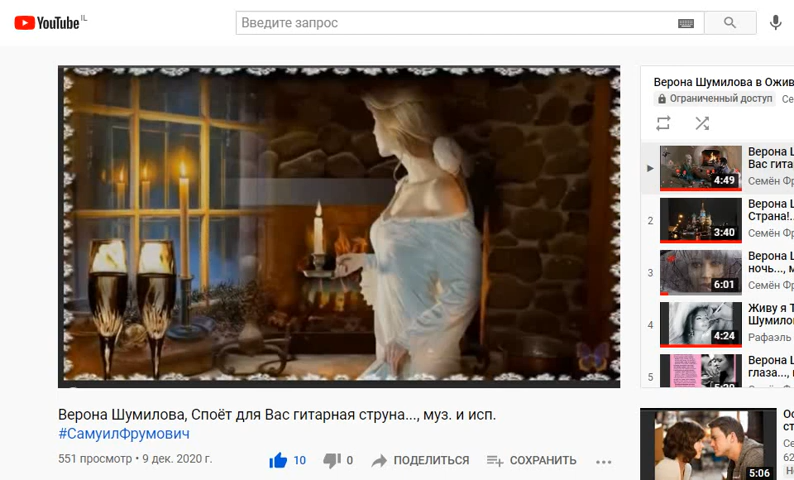 YouTube IL
Введите запрос
Верона Шумилова, Споёт для Вас гитарная струна..., муз. и исп.
#СамуилФрумович
551 просмотр • 9 дек. 2020 г.
10
0
ПОДЕЛИТЬСЯ
СОХРАНИТЬ
Верона Шумилова в Ожив
Ограниченный доступ
Се
4:49
Верона Ш
Вас гита
Семён Фр
2
3:40
Верона Ш
Страна!..
Семён Фр
3
6:01
Верона Ш
ночь..., м
Семён Фр
4
4:24
Живу я Т
Шумило
Рафаэль
5
Верона Ш
глаза...,
5:06